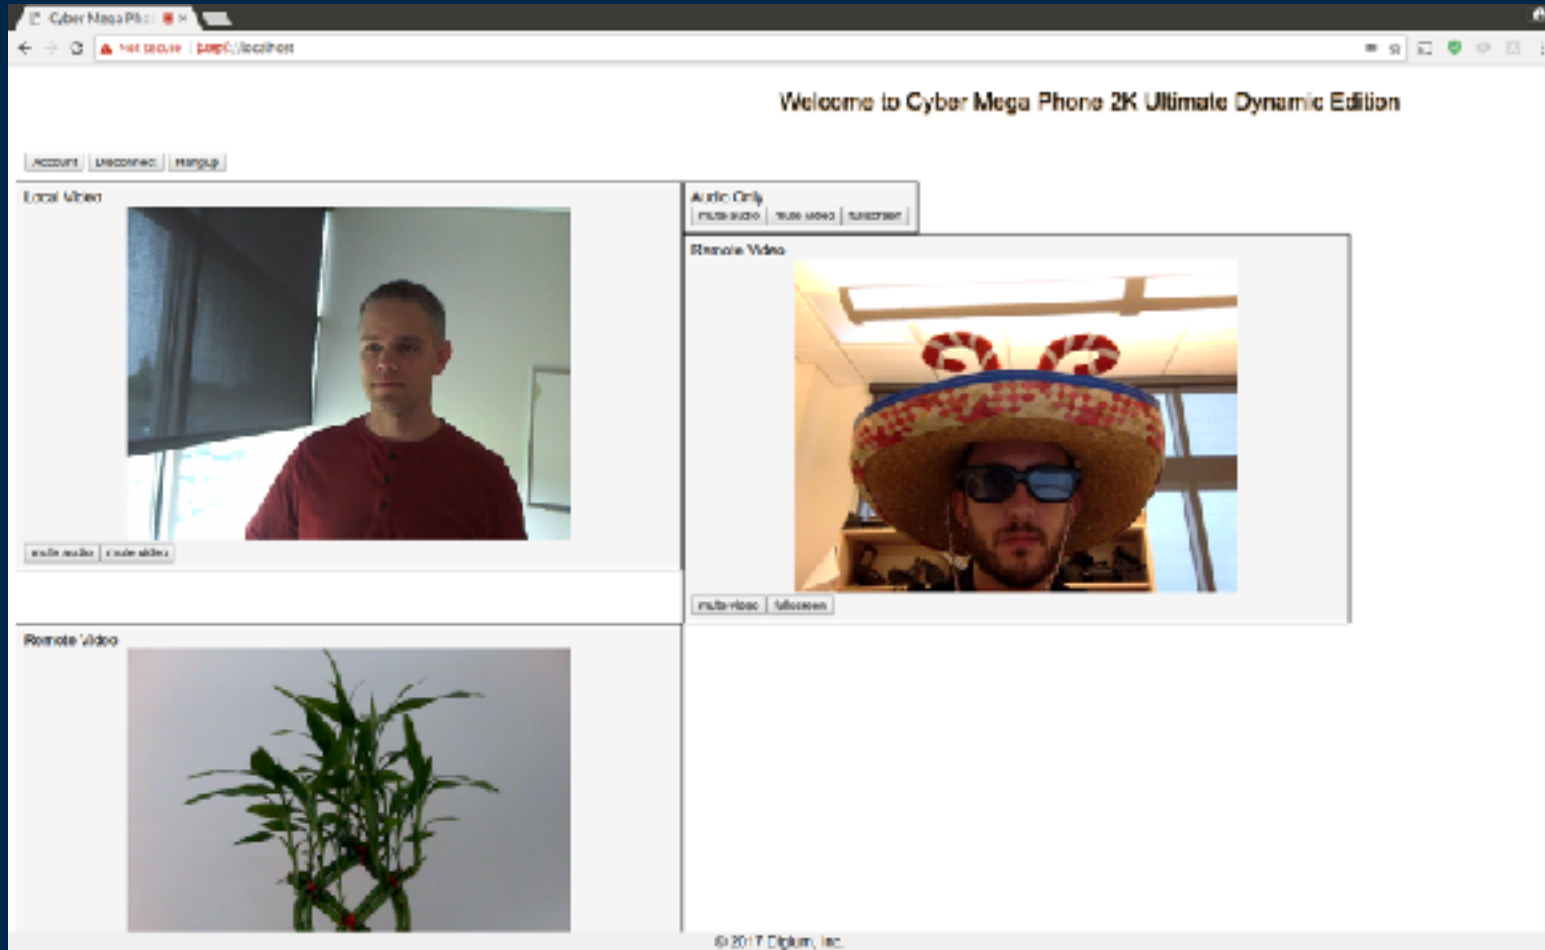 Cyber Mega Pho
Not secure | https://localhost
Welcome to Cyber Mega Phone 2K Ultimate Dynamic Edition
Account Disconnect Hangup
Local Video
Audio Only
mute audio mute video fullscreen
Remote Video
mute audio mute video
mute video fullscreen
Remote Video
© 2017 Digium, Inc.